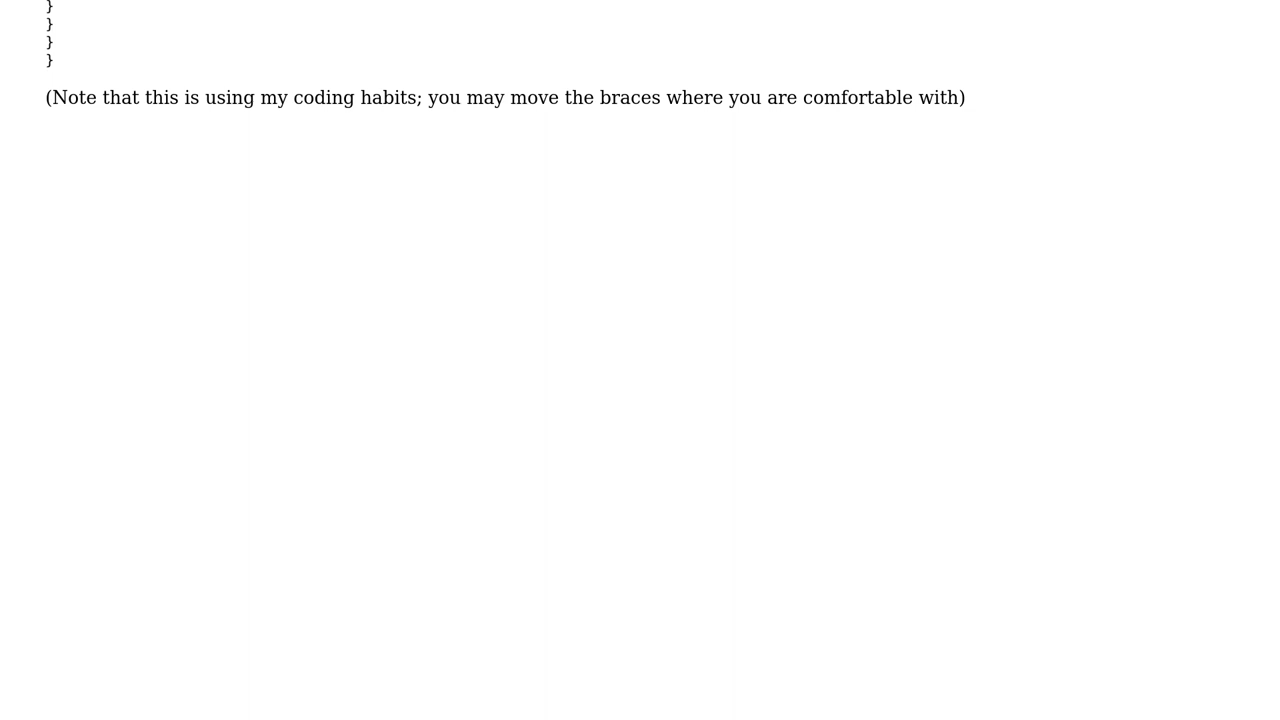 }
}
}
}
(Note that this is using my coding habits; you may move the braces where you are comfortable with)